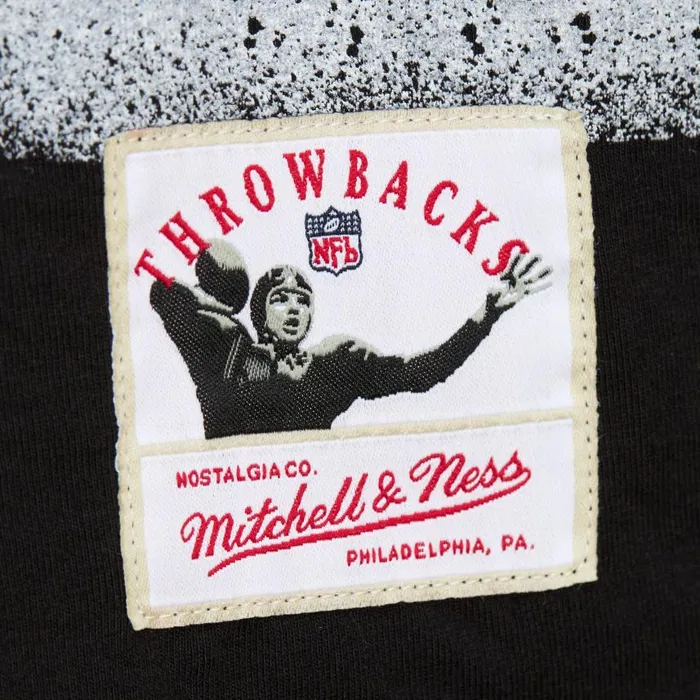 THROWBACKS
NFL
NOSTALGIA CO.
Mitchell & Ness
PHILADELPHIA, PA.